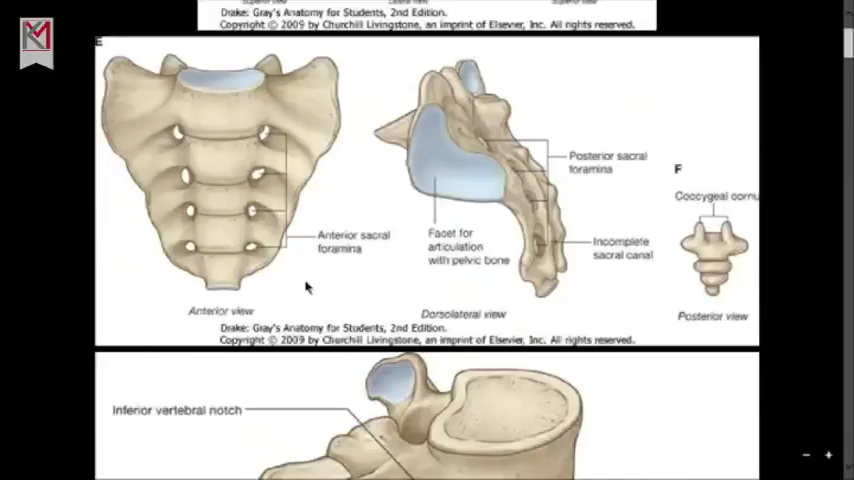 Drake: Gray's Anatomy for Students, 2nd Edition.
Copyright © 2009 by Churchill Livingstone, an imprint of Elsevier, Inc. All rights reserved.
E
Posterior sacral
foramina
F
Coccygeal cornu
Anterior sacral
foramina
Facet for
articulation
with pelvic bone
Incomplete
sacral canal
Anterior view
Dorsolateral view
Posterior view
Drake: Gray's Anatomy for Students, 2nd Edition.
Copyright © 2009 by Churchill Livingstone, an imprint of Elsevier, Inc. All rights reserved.
Inferior vertebral notch